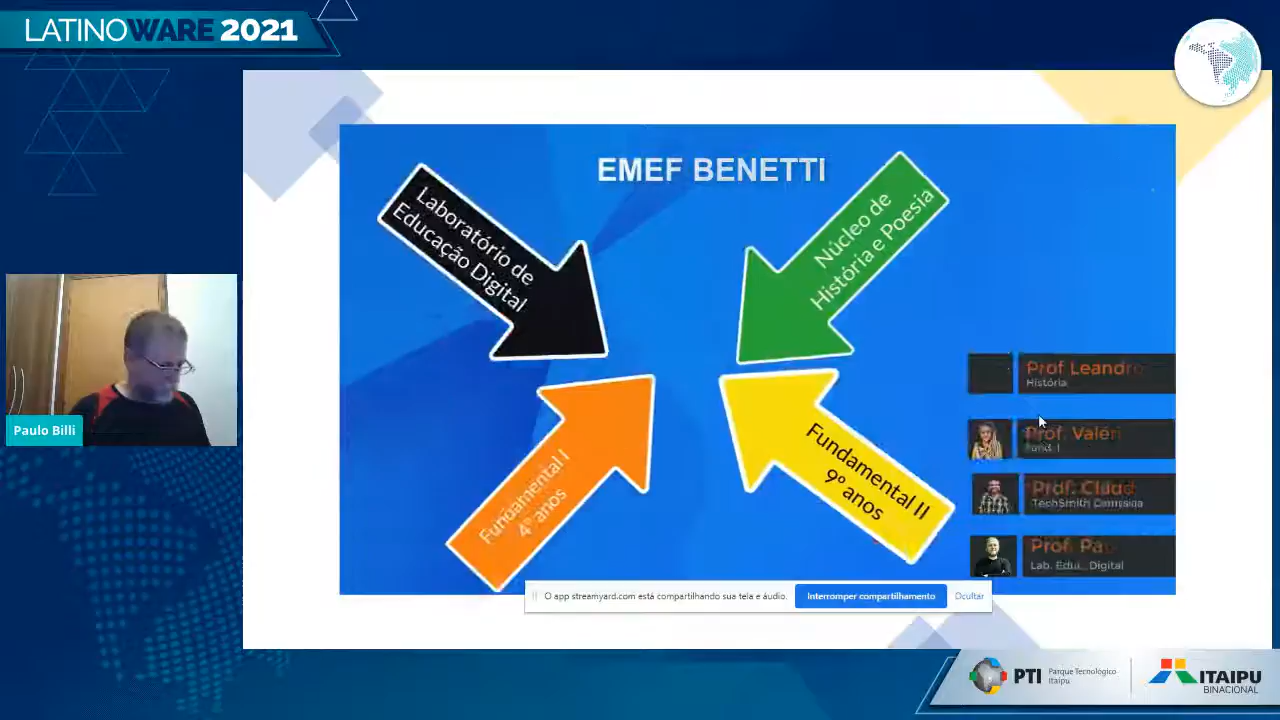 LATINOWARE 2021
EMEF BENETTI
Laboratório de
Educação Digital
Núcleo de
História e Poesia
Fundamental I
4º anos
Fundamental II
9º anos
Prof Leandro
História
Prof. Valéri
Fund. I
Prof.
TechSmith Camtasia
Prof. Pa
Lab. Edu. Digital
Paulo Billi
O app streamyard.com está compartilhando sua tela e áudio.
Interromper compartilhamento
Ocultar
PTI
Parque Tecnológico
Itaipu
ITAIPU
BINACIONAL